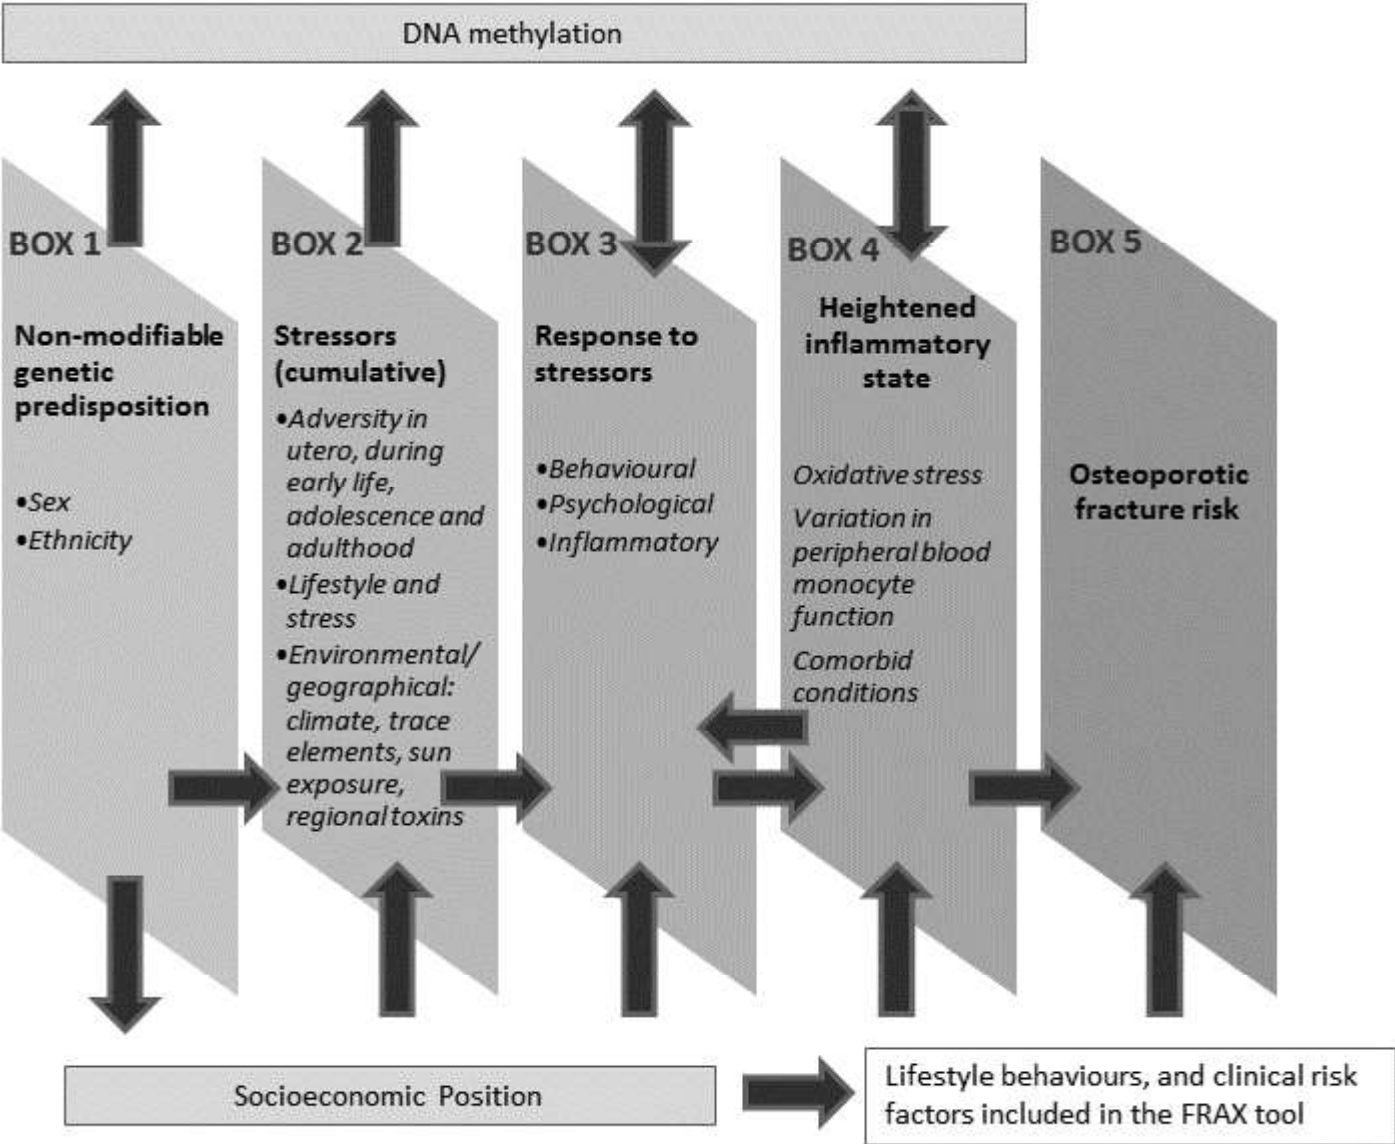 DNA methylation
BOX 1
Non-modifiable
genetic
predisposition
•Sex
•Ethnicity
BOX 2
Stressors
(cumulative)
•Adversity in
utero, during
early life,
adolescence and
adulthood
•Lifestyle and
stress
•Environmental/
geographical:
climate, trace
elements, sun
exposure,
regional toxins
BOX 3
Response to
stressors
•Behavioural
•Psychological
•Inflammatory
BOX 4
Heightened
inflammatory
state
Oxidative stress
Variation in
peripheral blood
monocyte
function
Comorbid
conditions
BOX 5
Osteoporotic
fracture risk
Socioeconomic Position
Lifestyle behaviours, and clinical risk
factors included in the FRAX tool